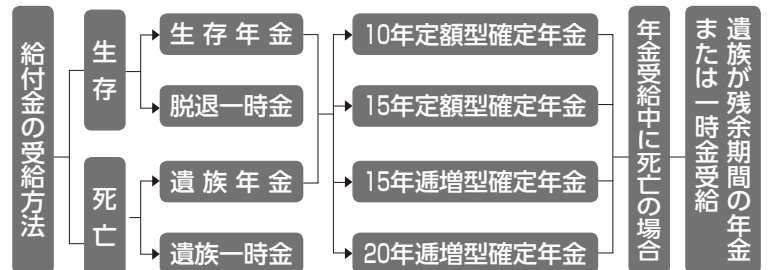 給付金の受給方法
生存
生存年金
脱退一時金
死亡
遺族年金
遺族一時金
10年定額型確定年金
15年定額型確定年金
15年逓増型確定年金
20年逓増型確定年金
年金受給中に死亡の場合
遺族が残余期間の年金
または一時金受給